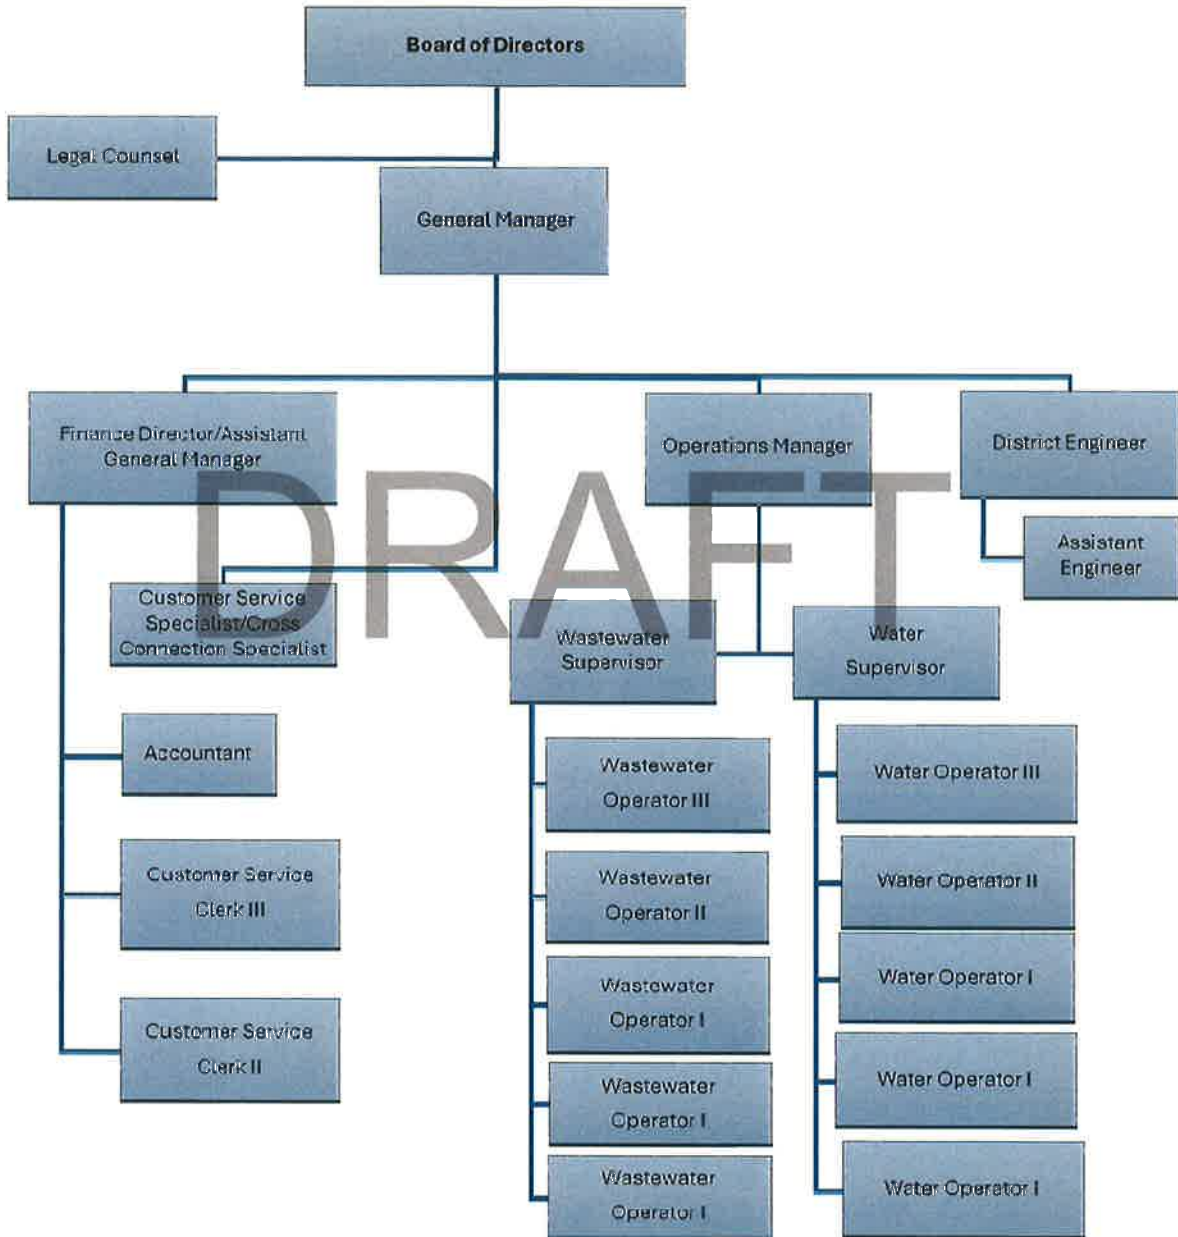 Board of Directors
Legal Counsel
General Manager
Finance Director/Assistant
General Manager
Operations Manager
District Engineer
Assistant
Engineer
DRAFT
Customer Service
Specialist/Cross
Connection Specialist
Wastewater
Supervisor
Water
Supervisor
Accountant
Customer Service
Clerk III
Customer Service
Clerk II
Wastewater
Operator III
Wastewater
Operator II
Wastewater
Operator I
Wastewater
Operator I
Wastewater
Operator I
Water Operator III
Water Operator II
Water Operator I
Water Operator I
Water Operator I